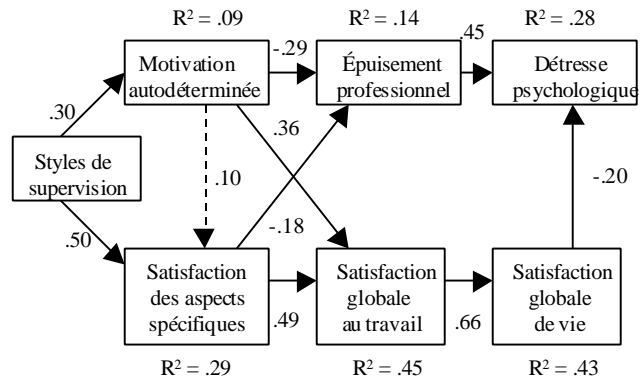 R² = .09
R² = .14
R² = .28
Motivation
autodéterminée
-.29
Épuisement
professionnel
.45
Détresse
psychologique
.30
.36
Styles de
supervision
.10
-.20
.50
-.18
Satisfaction
des aspects
spécifiques
.49
Satisfaction
globale
au travail
.66
Satisfaction
globale
de vie
R² = .29
R² = .45
R² = .43